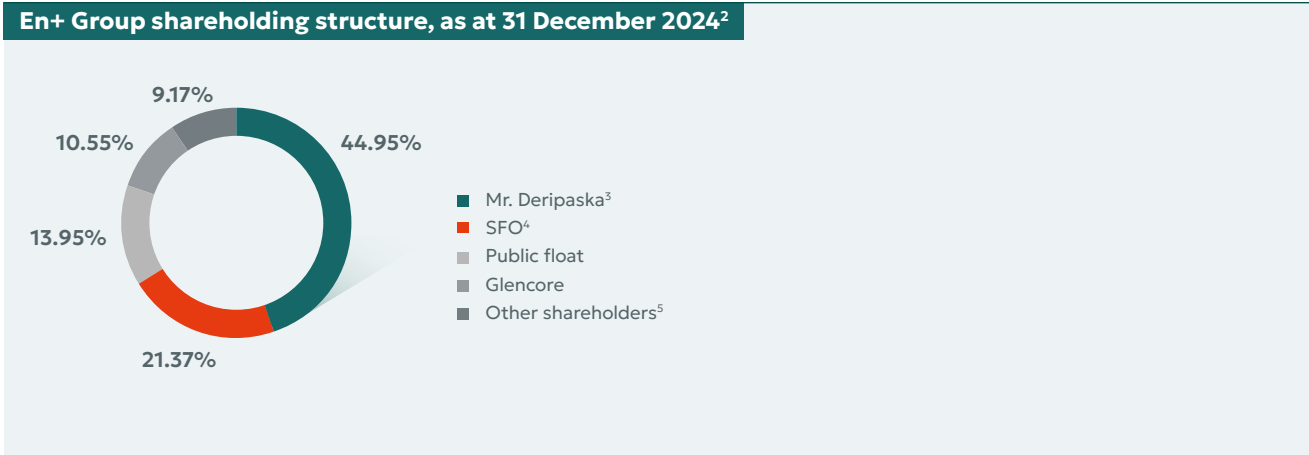 En+ Group shareholding structure, as at 31 December 2024²
9.17%
10.55%
44.95%
13.95%
21.37%
Mr. Deripaska³
SFO⁴
Public float
Glencore
Other shareholders⁵